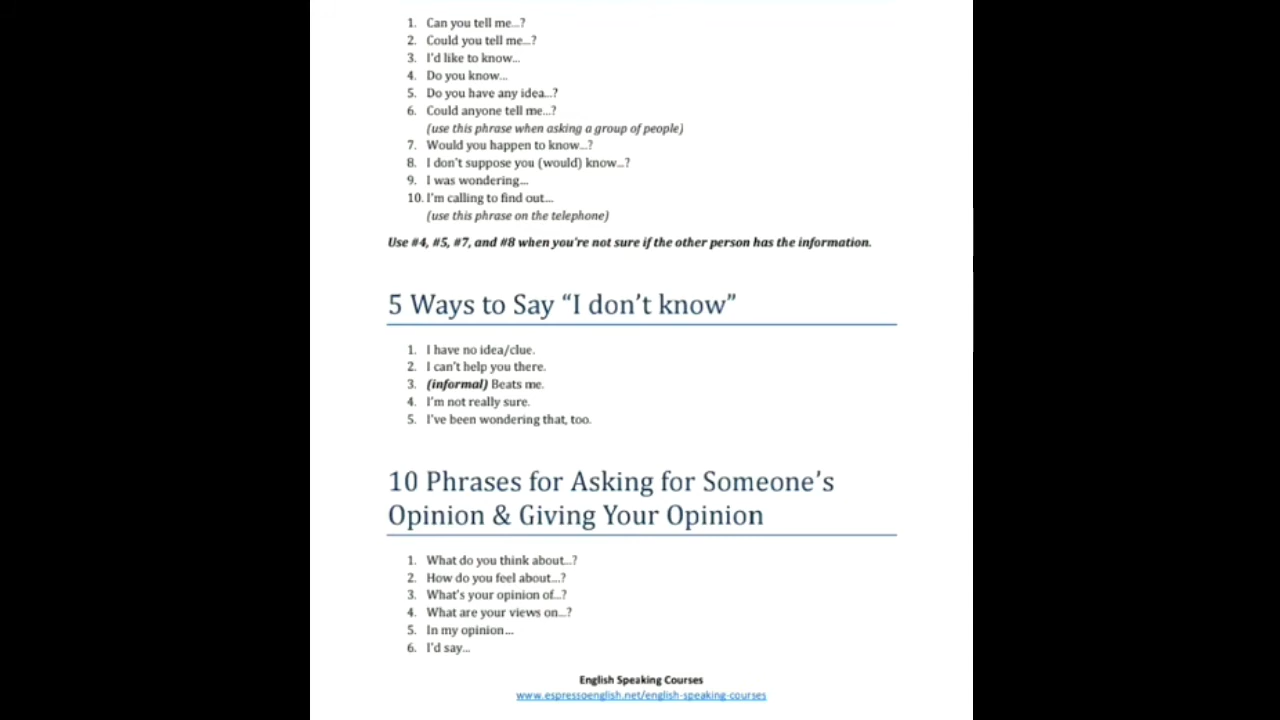 1. Can you tell me...?
2. Could you tell me...?
3. I'd like to know...
4. Do you know...
5. Do you have any idea...?
6. Could anyone tell me...?
(use this phrase when asking a group of people)
7. Would you happen to know...?
8. I don't suppose you (would) know...?
9. I was wondering...
10. I'm calling to find out...
(use this phrase on the telephone)
Use #4, #5, #7, and #8 when you're not sure if the other person has the information.
5 Ways to Say “I don’t know”
1. I have no idea/clue.
2. I can't help you there.
3. (informal) Beats me.
4. I'm not really sure.
5. I've been wondering that, too.
10 Phrases for Asking for Someone’s
Opinion & Giving Your Opinion
1. What do you think about...?
2. How do you feel about...?
3. What's your opinion of...?
4. What are your views on...?
5. In my opinion...
6. I'd say...
English Speaking Courses
www.espressoenglish.net/english-speaking-courses